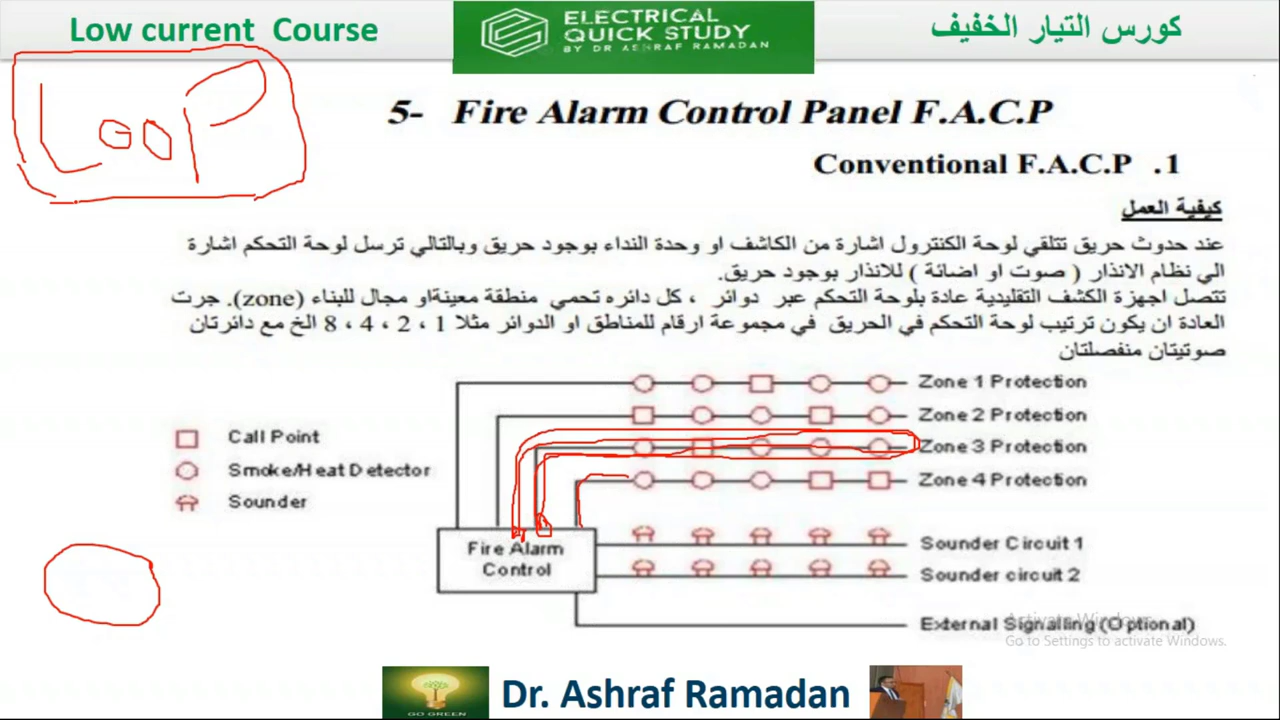 Low current Course
ELECTRICAL
QUICK STUDY
BY DR ASHRAF RAMADAN
كورس التيار الخفيف
LOOP
5- Fire Alarm Control Panel F.A.C.P
Conventional F.A.C.P .1
كيفية العمل
عند حدوث حريق تتلقي لوحة الكنترول اشارة من الكاشف او وحدة النداء بوجود حريق وبالتالي ترسل لوحة التحكم اشارة
الي نظام الانذار ( صوت او اضائة ) للانذار بوجود حريق.
تتصل اجهزة الكشف التقليدية عادة بلوحة التحكم عبر دوائر ، كل دائره تحمي منطقة معينةاو مجال للبناء (zone). جرت
العادة ان يكون ترتيب لوحة التحكم في الحريق في مجموعة ارقام للمناطق او الدوائر مثلا 1 ، 2 ، 4 ، 8 الخ مع دائرتان
صوتيتان منفصلتان
Zone 1 Protection
Zone 2 Protection
Zone 3 Protection
Zone 4 Protection
Call Point
Smoke/Heat Detector
Sounder
Fire Alarm
Control
Sounder Circuit 1
Sounder circuit 2
External Signalling (Optional)
Activate Windows
Go to Settings to activate Windows.
GO GREEN
Dr. Ashraf Ramadan